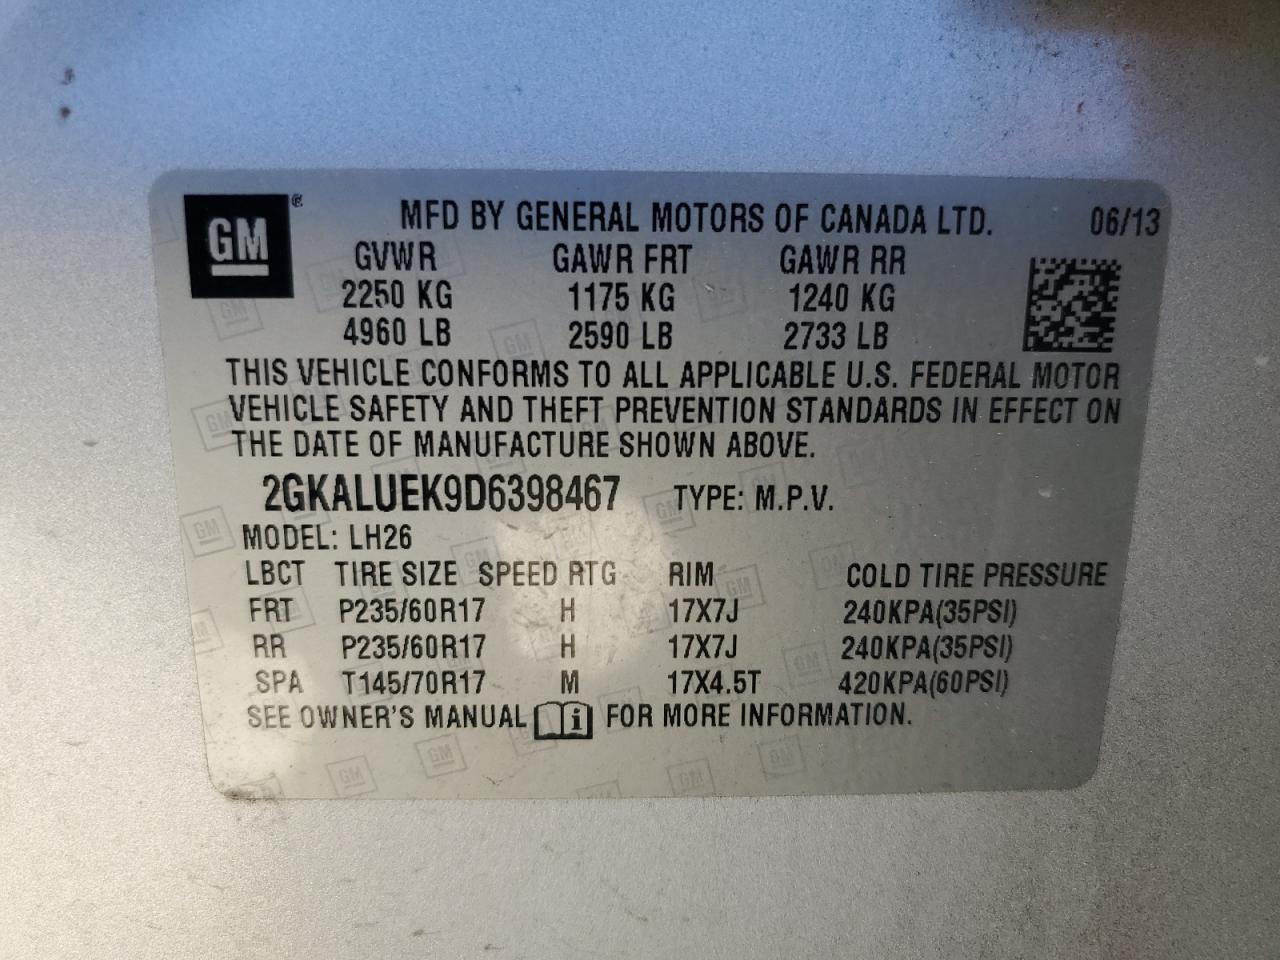 GM ® MFD BY GENERAL MOTORS OF CANADA LTD. 06/13
GVWR GAWR FRT GAWR RR
2250 KG 1175 KG 1240 KG
4960 LB 2590 LB 2733 LB
THIS VEHICLE CONFORMS TO ALL APPLICABLE U.S. FEDERAL MOTOR
VEHICLE SAFETY AND THEFT PREVENTION STANDARDS IN EFFECT ON
THE DATE OF MANUFACTURE SHOWN ABOVE.
2GKALUEK9D6398467 TYPE: M.P.V.
MODEL: LH26
LBCT TIRE SIZE SPEED RTG RIM COLD TIRE PRESSURE
FRT P235/60R17 H 17X7J 240KPA(35PSI)
RR P235/60R17 H 17X7J 240KPA(35PSI)
SPA T145/70R17 M 17X4.5T 420KPA(60PSI)
SEE OWNER'S MANUAL i FOR MORE INFORMATION.